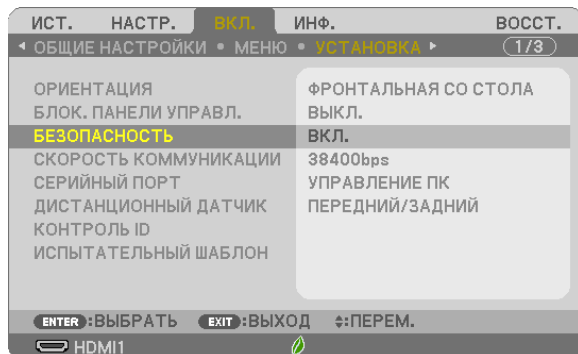 ИСТ. НАСТР. ВКЛ. ИНФ. ВОССТ.
ОБЩИЕ НАСТРОЙКИ • МЕНЮ • УСТАНОВКА 1/3
ОРИЕНТАЦИЯ ФРОНТАЛЬНАЯ СО СТОЛА
БЛОК. ПАНЕЛИ УПРАВЛ. ВЫКЛ.
БЕЗОПАСНОСТЬ ВКЛ.
СКОРОСТЬ КОММУНИКАЦИИ 38400bps
СЕРИЙНЫЙ ПОРТ УПРАВЛЕНИЕ ПК
ДИСТАНЦИОННЫЙ ДАТЧИК ПЕРЕДНИЙ/ЗАДНИЙ
КОНТРОЛЬ ID
ИСПЫТАТЕЛЬНЫЙ ШАБЛОН
ENTER :ВЫБРАТЬ EXIT :ВЫХОД :ПЕРЕМ.
HDMI1